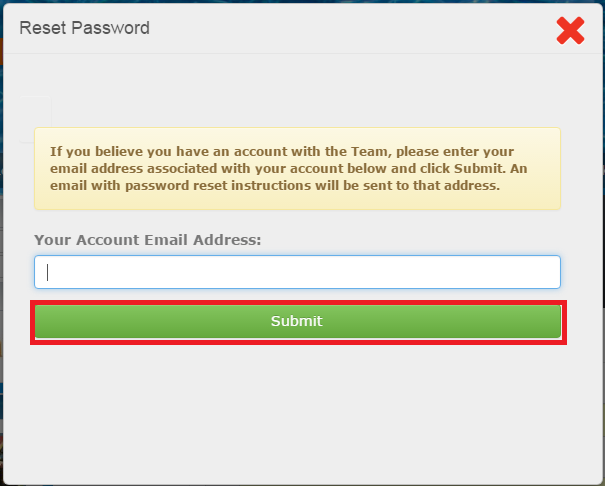 Reset Password
If you believe you have an account with the Team, please enter your
email address associated with your account below and click Submit. An
email with password reset instructions will be sent to that address.
Your Account Email Address:
Submit